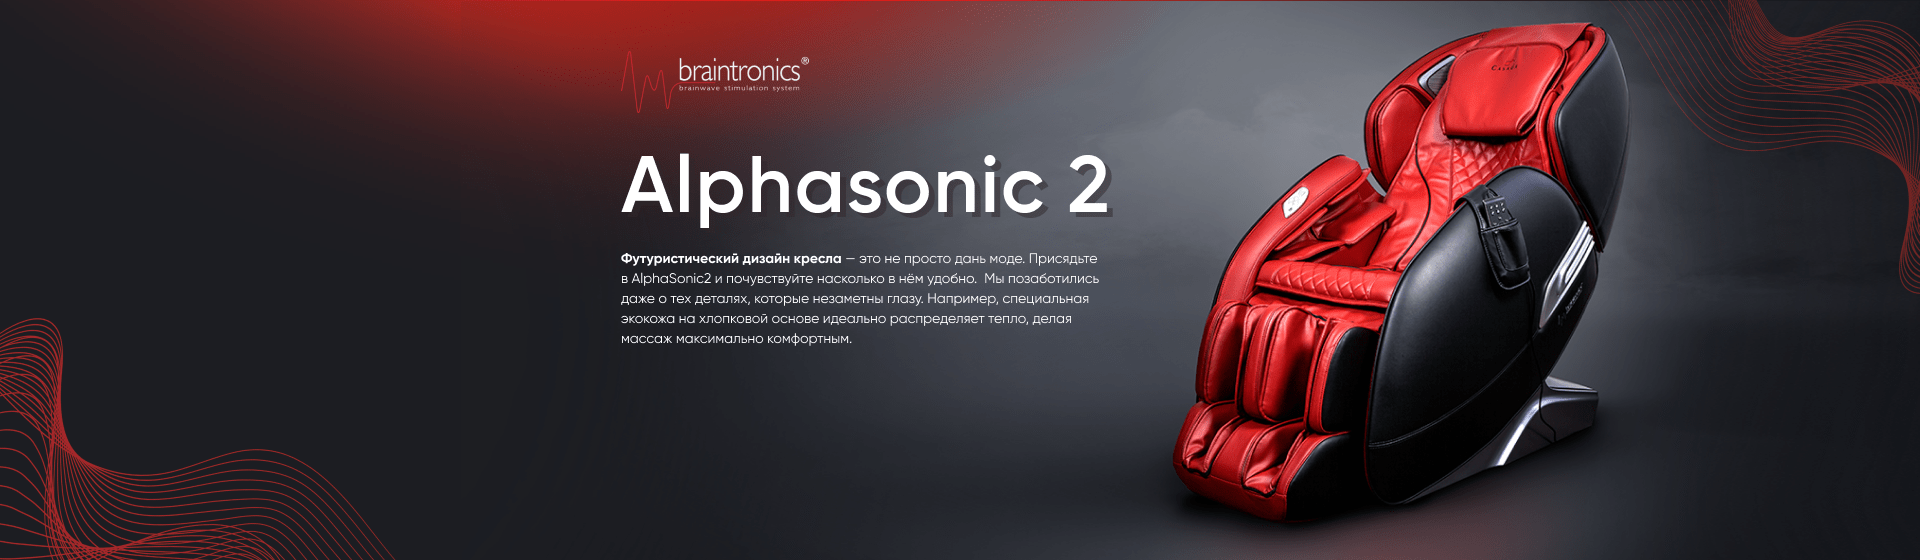 braintronics®
brainwave stimulation system
Alphasonic 2
Футуристический дизайн кресла — это не просто дань моде. Присядьте
в AlphaSonic2 и почувствуйте насколько в нём удобно. Мы позаботились
даже о тех деталях, которые незаметны глазу. Например, специальная
экокожа на хлопковой основе идеально распределяет тепло, делая
массаж максимально комфортным.